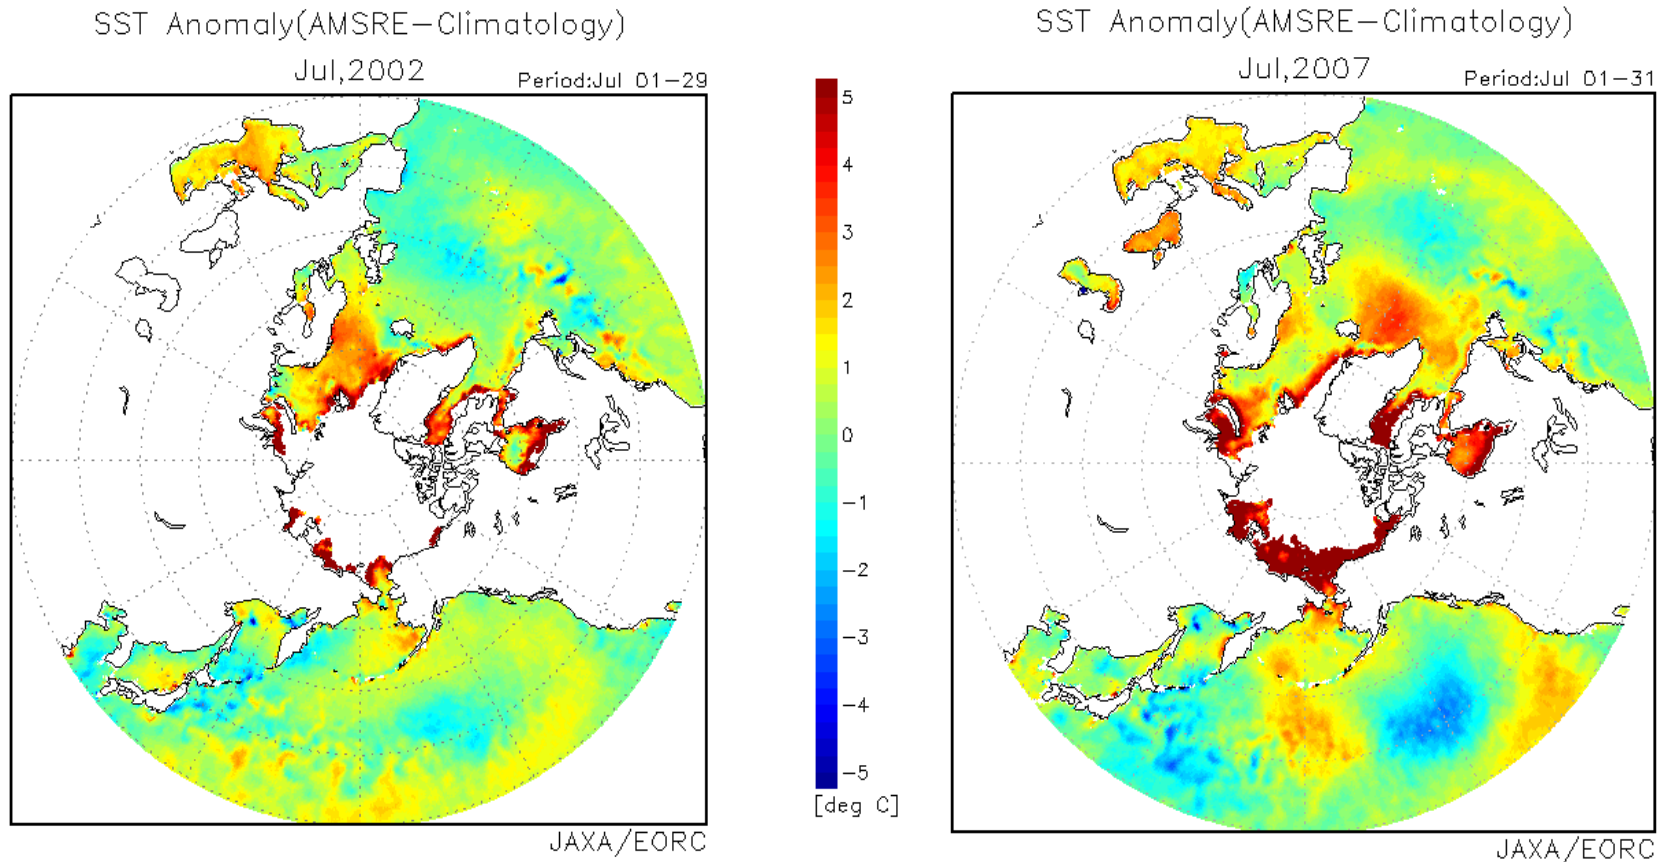 SST Anomaly(AMSRE-Climatology)
Jul,2002
Period:Jul 01-29
JAXA/EORC
5
4
3
2
1
0
-1
-2
-3
-4
-5
[deg C]
SST Anomaly(AMSRE-Climatology)
Jul,2007
Period:Jul 01-31
JAXA/EORC